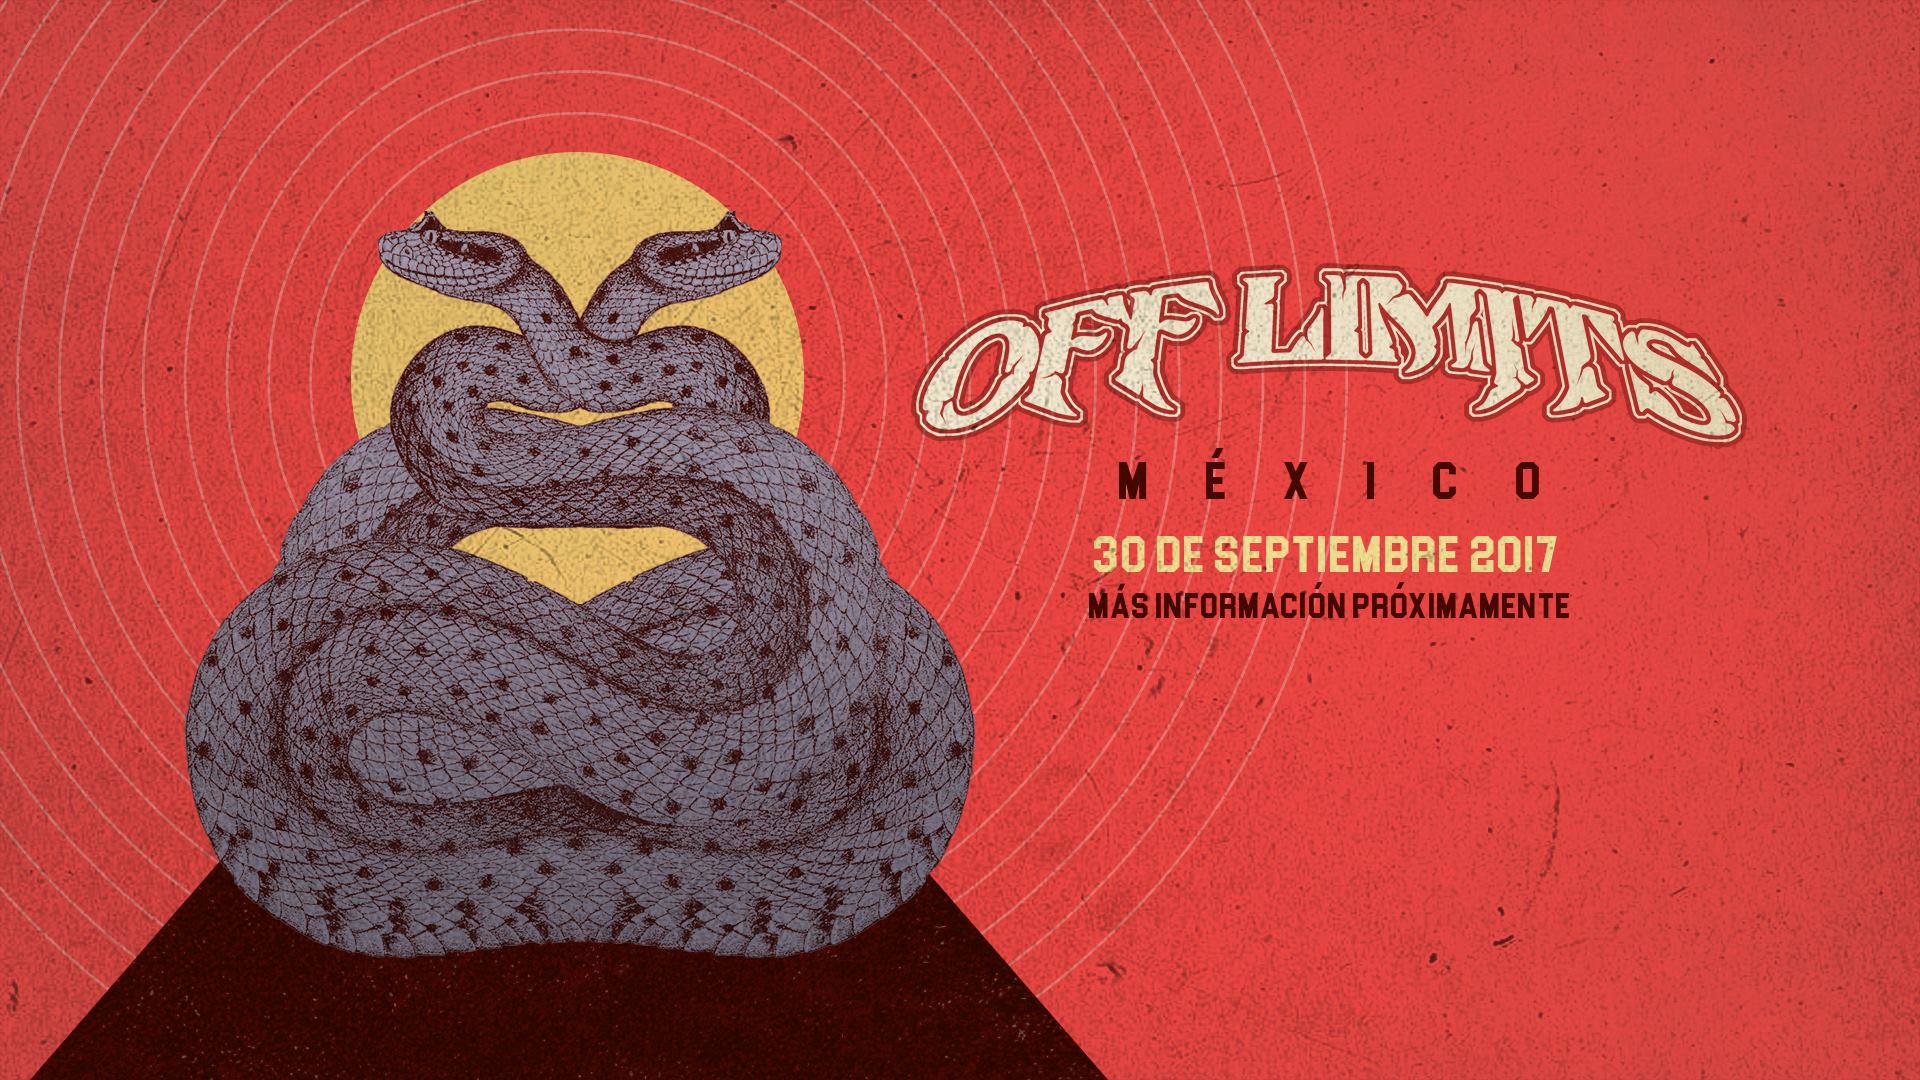 OFF LIMITS
MÉXICO
30 DE SEPTIEMBRE 2017
MÁS INFORMACIÓN PRÓXIMAMENTE